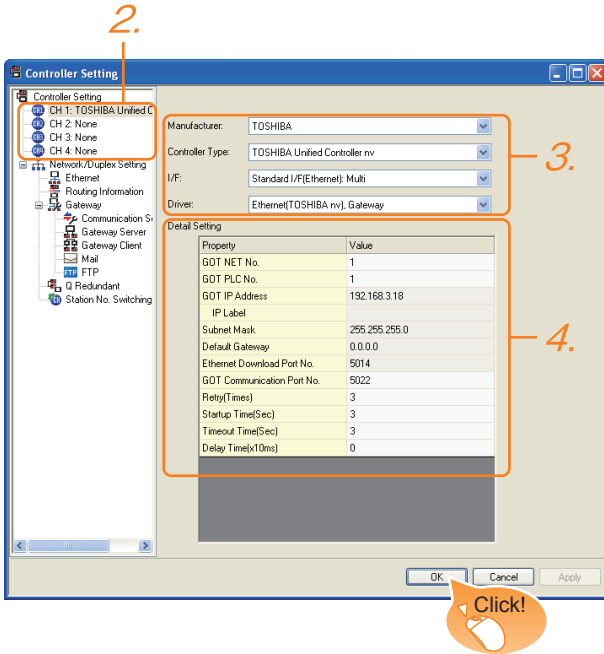 2.
Controller Setting
Controller Setting
CH 1: TOSHIBA Unified C
CH 2: None
CH 3: None
CH 4: None
Network/Duplex Setting
Ethernet
Routing Information
Gateway
Communication Se
Gateway Server
Gateway Client
Mail
FTP FTP
Q Redundant
Station No. Switching
Manufacturer: TOSHIBA
Controller Type: TOSHIBA Unified Controller nv
I/F: Standard I/F(Ethernet): Multi
Driver: Ethernet(TOSHIBA nv), Gateway
3.
Detail Setting
Property Value
GOT NET No. 1
GOT PLC No. 1
GOT IP Address 192.168.3.18
IP Label
Subnet Mask 255.255.255.0
Default Gateway 0.0.0.0
Ethernet Download Port No. 5014
GOT Communication Port No. 5022
Retry(Times) 3
Startup Time(Sec) 3
Timeout Time(Sec) 3
Delay Time(x10ms) 0
4.
OK Cancel Apply
Click!